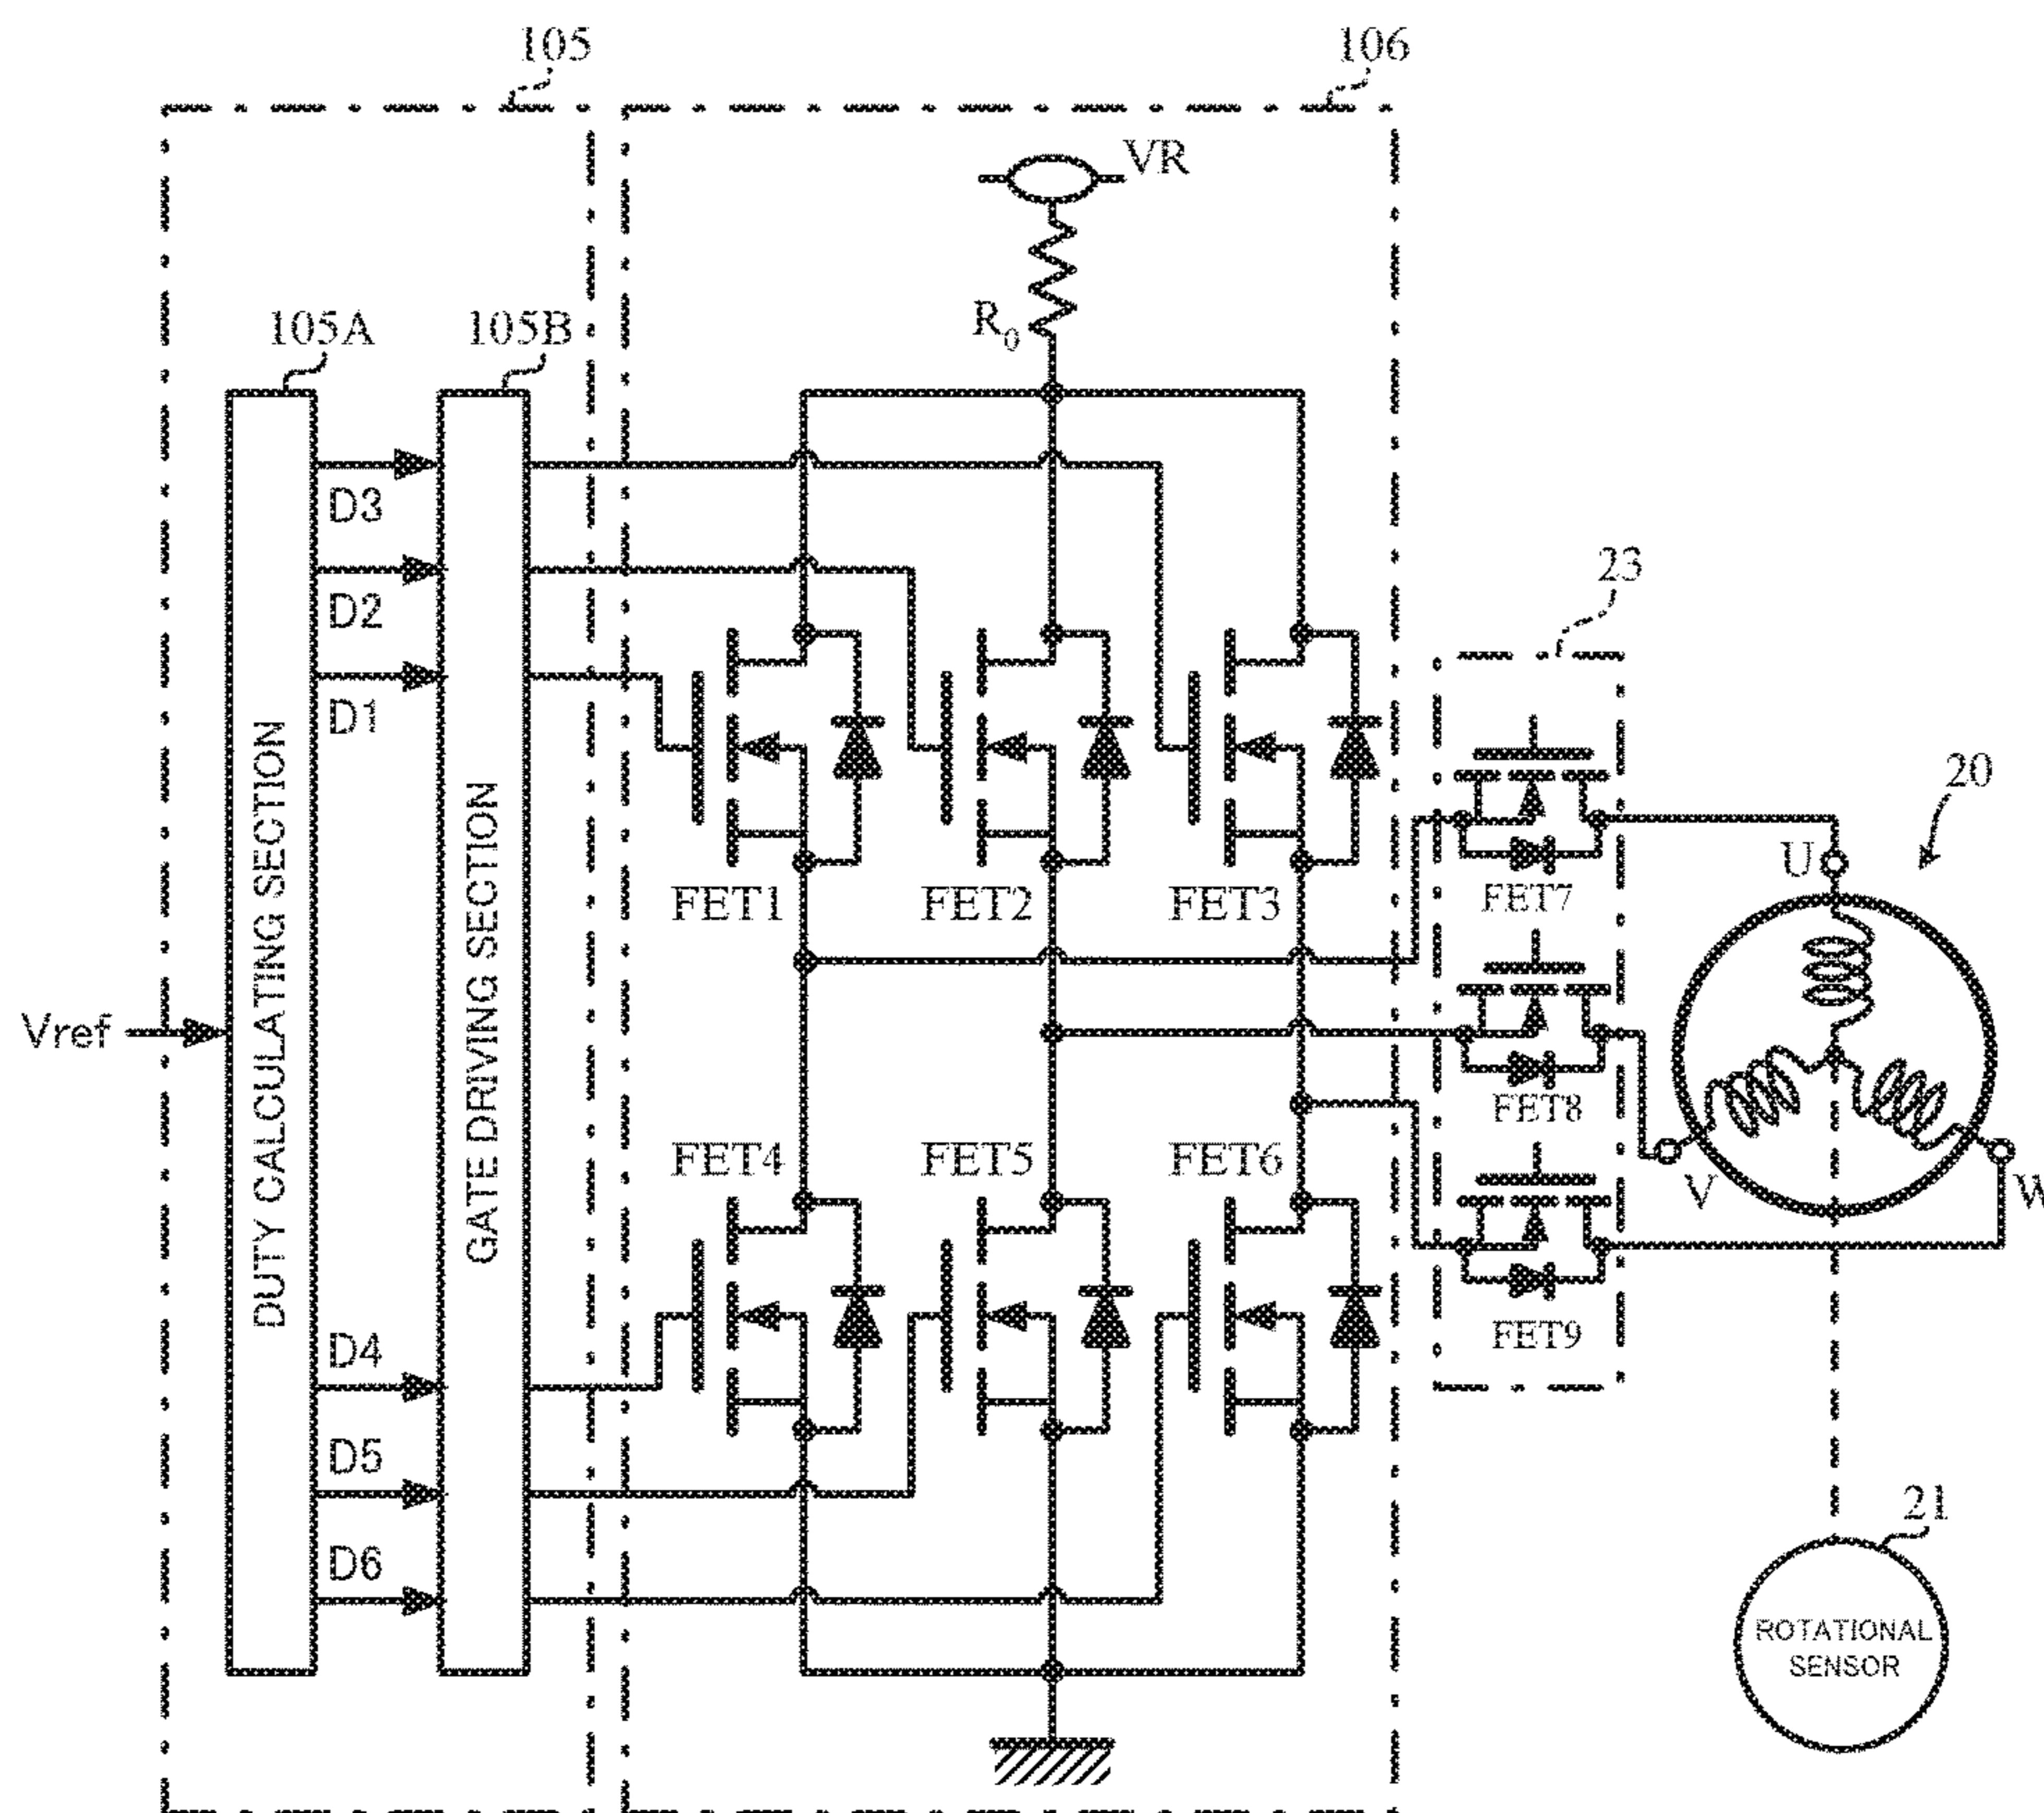 105
106
VR
R0
105A
105B
D3
D2
D1
DUTY CALCULATING SECTION
GATE DRIVING SECTION
Vref
23
20
FET1
FET2
FET3
FET7
U
FET8
FET4
FET5
FET6
V
W
FET9
D4
D5
D6
21
ROTATIONAL
SENSOR